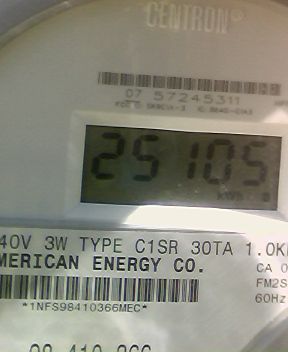 CENTRON®
07 57245311
25105
40V 3W TYPE C1SR 30TA 1.0K
MERICAN ENERGY CO.
CA 0
FM2S
60Hz
*1NFS98410366MEC*